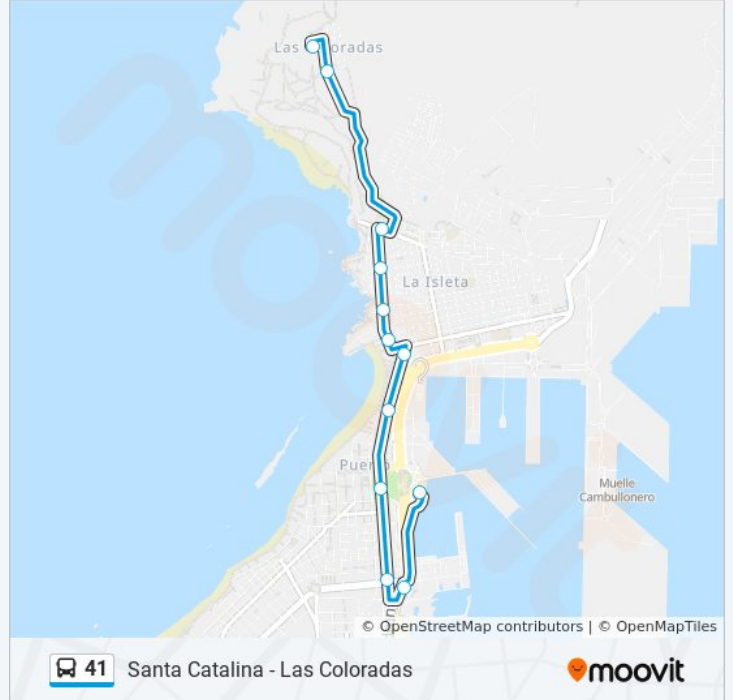 Las Coloradas
La Isleta
Puerto
Muelle
Cambullonero
© OpenStreetMap contributors | © OpenMapTiles
41 Santa Catalina - Las Coloradas
moovit